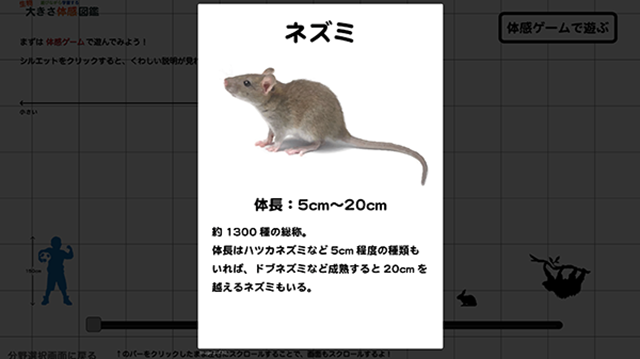 生物
大きさ体感図鑑
まずは 体感ゲーム で遊んでみよう！
シルエットをクリックすると、くわしい説明が見れ
小さい
体感ゲームで遊ぶ
ネズミ
体長：5cm〜20cm
約 1300 種の総称。
体長はハツカネズミなど 5cm 程度の種類も
いれば、ドブネズミなど成熟すると 20cm を
越えるネズミもいる。
分野選択画面に戻る
↑のバーをクリックしたまま左右にスクロールすることで、画面もスクロールするよ！